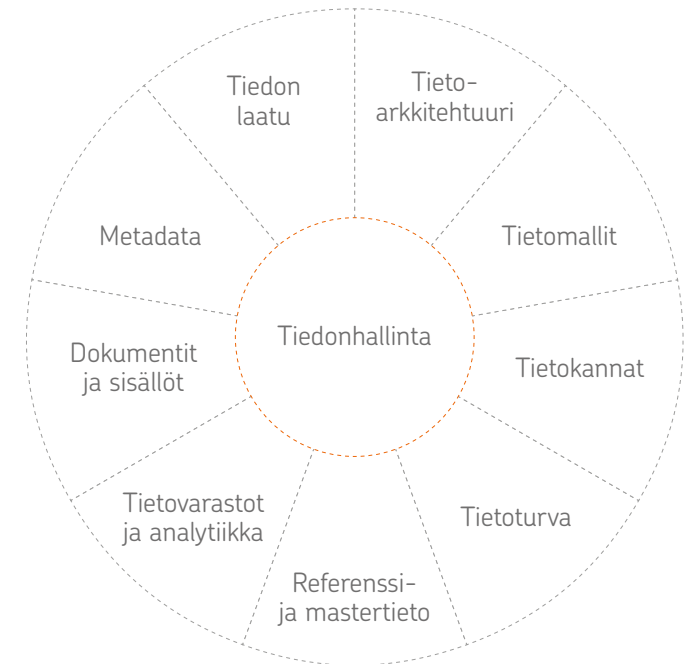 Tiedon
laatu
Tieto-
arkkitehtuuri
Metadata
Tietomallit
Tiedonhallinta
Dokumentit
ja sisällöt
Tietokannat
Tietovarastot
ja analytiikka
Tietoturva
Referenssi-
ja mastertieto